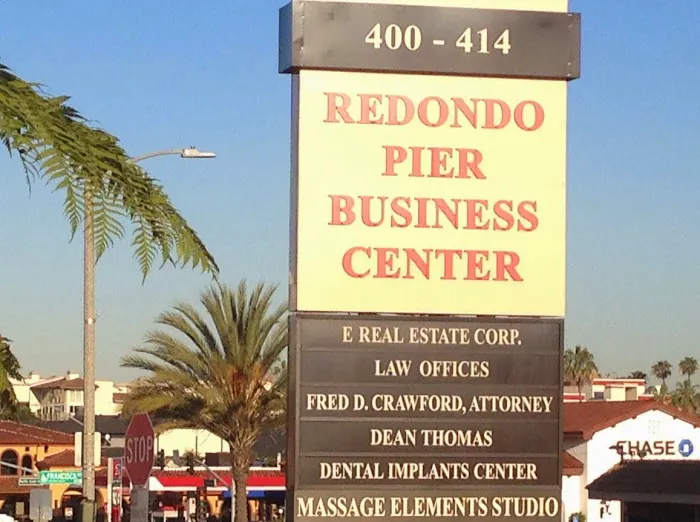 400 - 414
REDONDO
PIER
BUSINESS
CENTER
E REAL ESTATE CORP.
LAW OFFICES
FRED D. CRAWFORD, ATTORNEY
DEAN THOMAS
DENTAL IMPLANTS CENTER
MASSAGE ELEMENTS STUDIO
STOP
CHASE
FRANCISCA